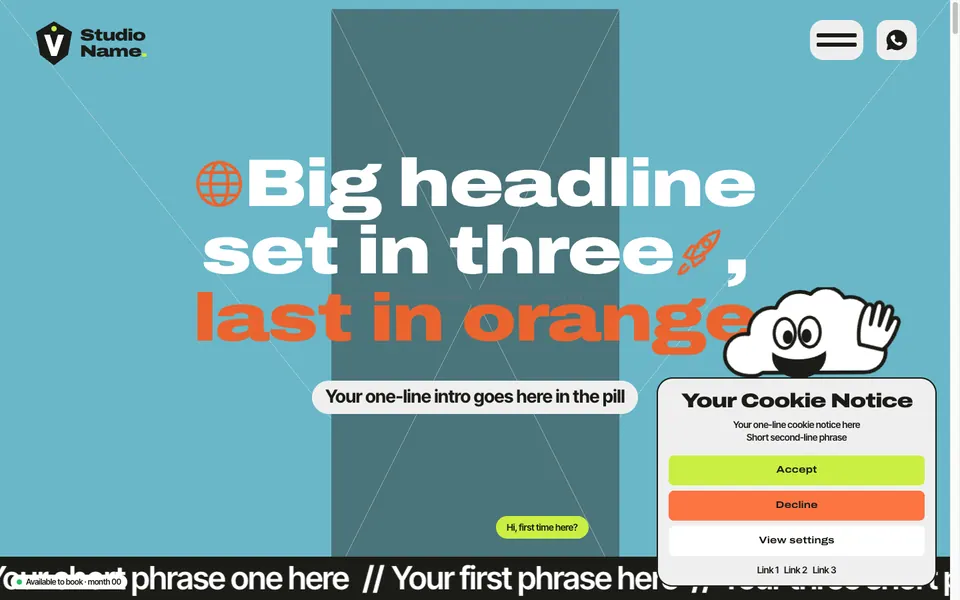 Studio
Name.
Big headline
set in three,
last in orange
Your one-line intro goes here in the pill
Your Cookie Notice
Your one-line cookie notice here
Short second-line phrase
Accept
Decline
View settings
Link 1 Link 2 Link 3
Hi, first time here?
phrase one here // Your first phrase here // Your three short
Available to book · month 00